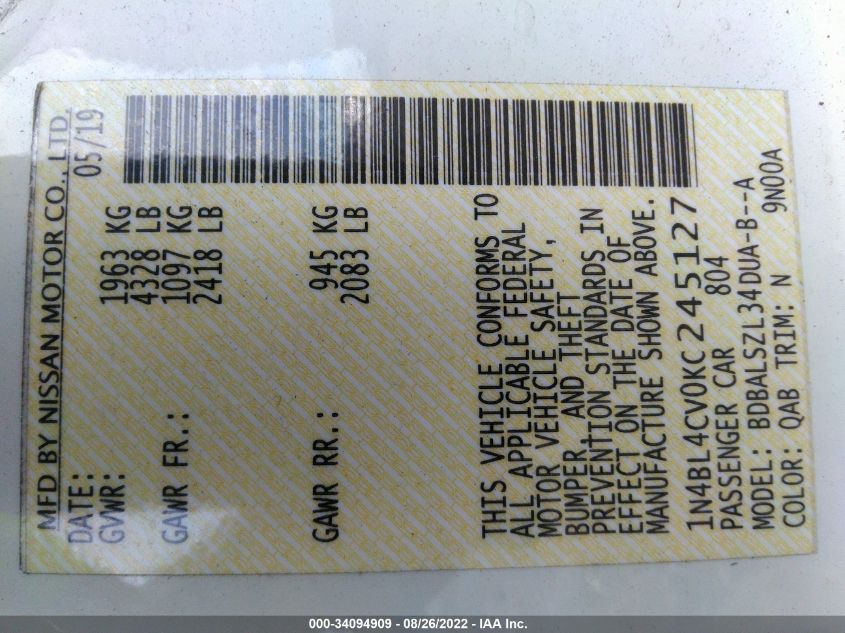 MFD BY NISSAN MOTOR CO., LTD.
DATE: 05/19
GVWR: 1963 KG
4328 LB
GAWR FR.: 1097 KG
2418 LB
GAWR RR.: 945 KG
2083 LB
THIS VEHICLE CONFORMS TO
ALL APPLICABLE FEDERAL
MOTOR VEHICLE SAFETY,
BUMPER, AND THEFT
PREVENTION STANDARDS IN
EFFECT ON THE DATE OF
MANUFACTURE SHOWN ABOVE.
1N4BL4CV0KC245127
PASSENGER CAR 804
MODEL: BDBALSZL34DUA-B--A
COLOR: QAB TRIM: N 9N00A
000-34094909 - 08/26/2022 - IAA Inc.